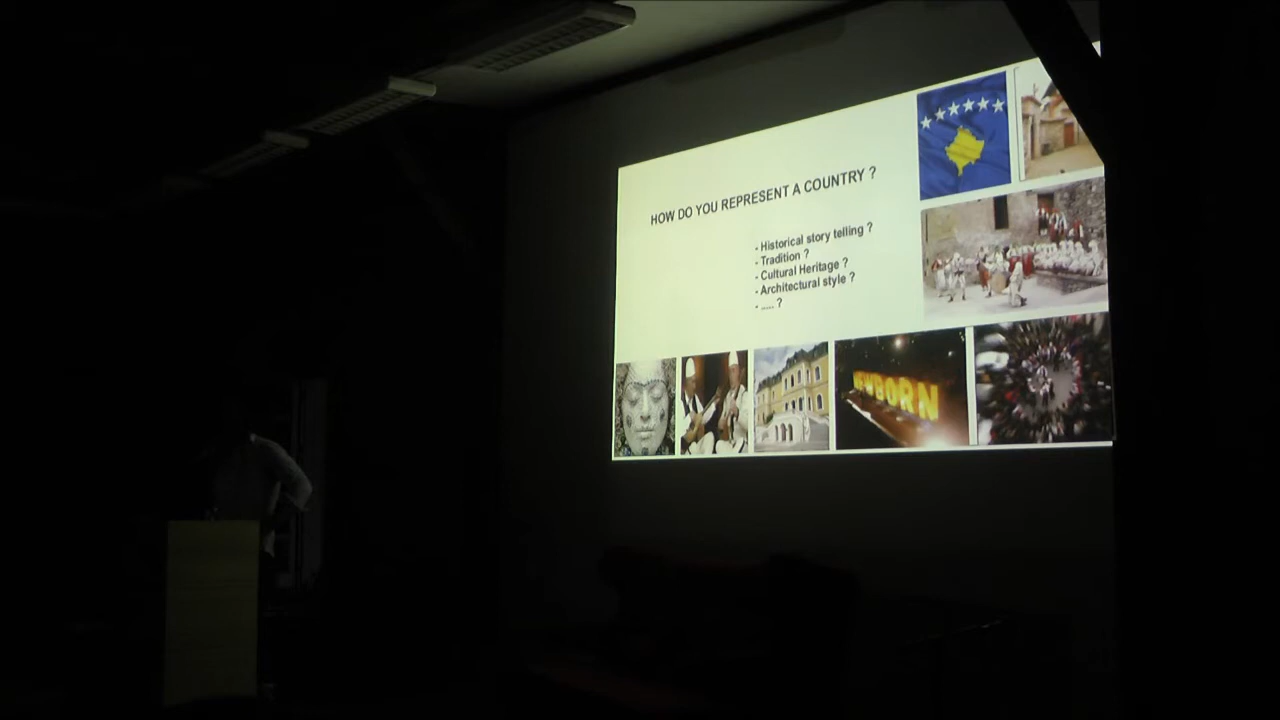 HOW DO YOU REPRESENT A COUNTRY ?
- Historical story telling ?
- Tradition ?
- Cultural Heritage ?
- Architectural style ?
- ..... ?
NEWBORN